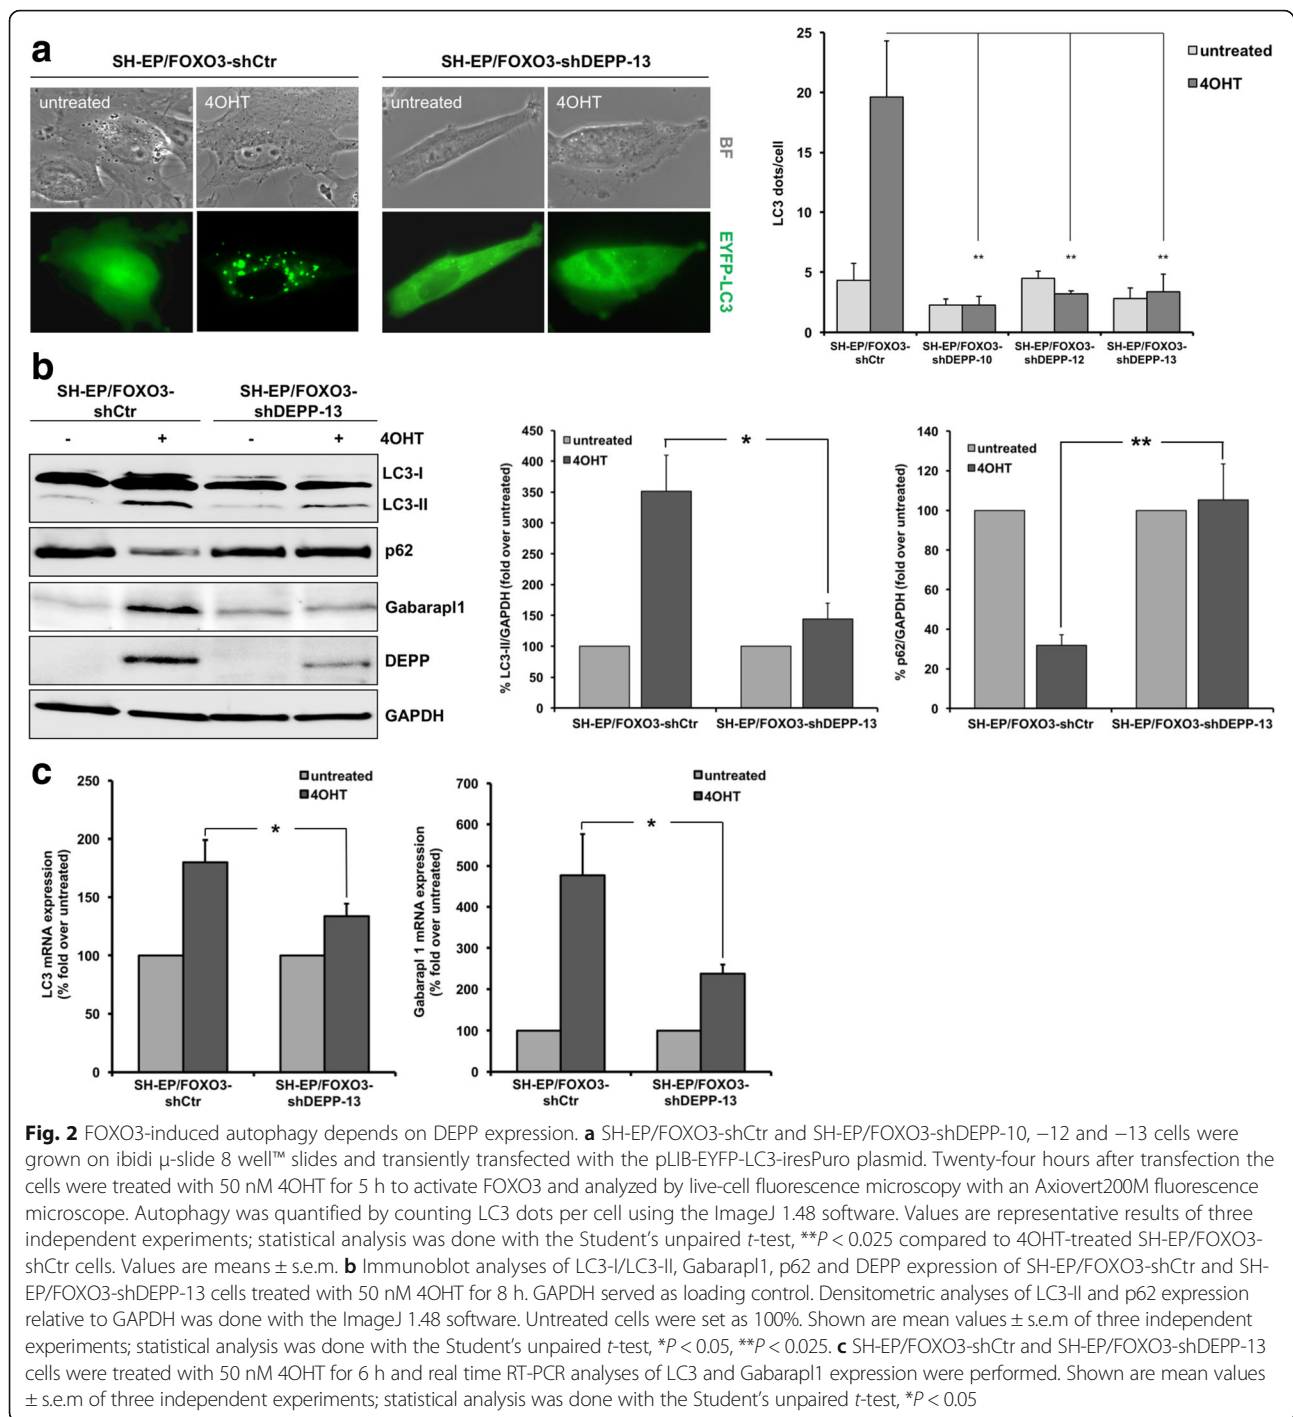 a
SH-EP/FOXO3-shCtr
SH-EP/FOXO3-shDEPP-13
untreated
4OHT
untreated
4OHT
BF
EYFP-LC3
LC3 dots/cell
25
20
15
10
5
0
untreated
4OHT
**
**
**
SH-EP/FOXO3-
shCtr
SH-EP/FOXO3-
shDEPP-10
SH-EP/FOXO3-
shDEPP-12
SH-EP/FOXO3-
shDEPP-13
b
SH-EP/FOXO3-
shCtr
SH-EP/FOXO3-
shDEPP-13
- + - + 4OHT
LC3-I
LC3-II
p62
Gabarapl1
DEPP
GAPDH
% LC3-II/GAPDH (fold over untreated)
450
400
350
300
250
200
150
100
50
0
untreated
4OHT
*
SH-EP/FOXO3-shCtr
SH-EP/FOXO3-shDEPP-13
% p62/GAPDH (fold over untreated)
140
120
100
80
60
40
20
0
untreated
4OHT
**
SH-EP/FOXO3-shCtr
SH-EP/FOXO3-shDEPP-13
c
LC3 mRNA expression
(% fold over untreated)
250
200
150
100
50
0
untreated
4OHT
*
SH-EP/FOXO3-
shCtr
SH-EP/FOXO3-
shDEPP-13
Gabarapl 1 mRNA expression
(% fold over untreated)
700
600
500
400
300
200
100
0
untreated
4OHT
*
SH-EP/FOXO3-
shCtr
SH-EP/FOXO3-
shDEPP-13
Fig. 2 FOXO3-induced autophagy depends on DEPP expression. a SH-EP/FOXO3-shCtr and SH-EP/FOXO3-shDEPP-10, −12 and −13 cells were
grown on ibidi μ-slide 8 well™ slides and transiently transfected with the pLIB-EYFP-LC3-iresPuro plasmid. Twenty-four hours after transfection the
cells were treated with 50 nM 4OHT for 5 h to activate FOXO3 and analyzed by live-cell fluorescence microscopy with an Axiovert200M fluorescence
microscope. Autophagy was quantified by counting LC3 dots per cell using the ImageJ 1.48 software. Values are representative results of three
independent experiments; statistical analysis was done with the Student's unpaired t-test, **P < 0.025 compared to 4OHT-treated SH-EP/FOXO3-
shCtr cells. Values are means ± s.e.m. b Immunoblot analyses of LC3-I/LC3-II, Gabarapl1, p62 and DEPP expression of SH-EP/FOXO3-shCtr and SH-
EP/FOXO3-shDEPP-13 cells treated with 50 nM 4OHT for 8 h. GAPDH served as loading control. Densitometric analyses of LC3-II and p62 expression
relative to GAPDH was done with the ImageJ 1.48 software. Untreated cells were set as 100%. Shown are mean values ± s.e.m of three independent
experiments; statistical analysis was done with the Student's unpaired t-test, *P < 0.05, **P < 0.025. c SH-EP/FOXO3-shCtr and SH-EP/FOXO3-shDEPP-13
cells were treated with 50 nM 4OHT for 6 h and real time RT-PCR analyses of LC3 and Gabarapl1 expression were performed. Shown are mean values
± s.e.m of three independent experiments; statistical analysis was done with the Student's unpaired t-test, *P < 0.05